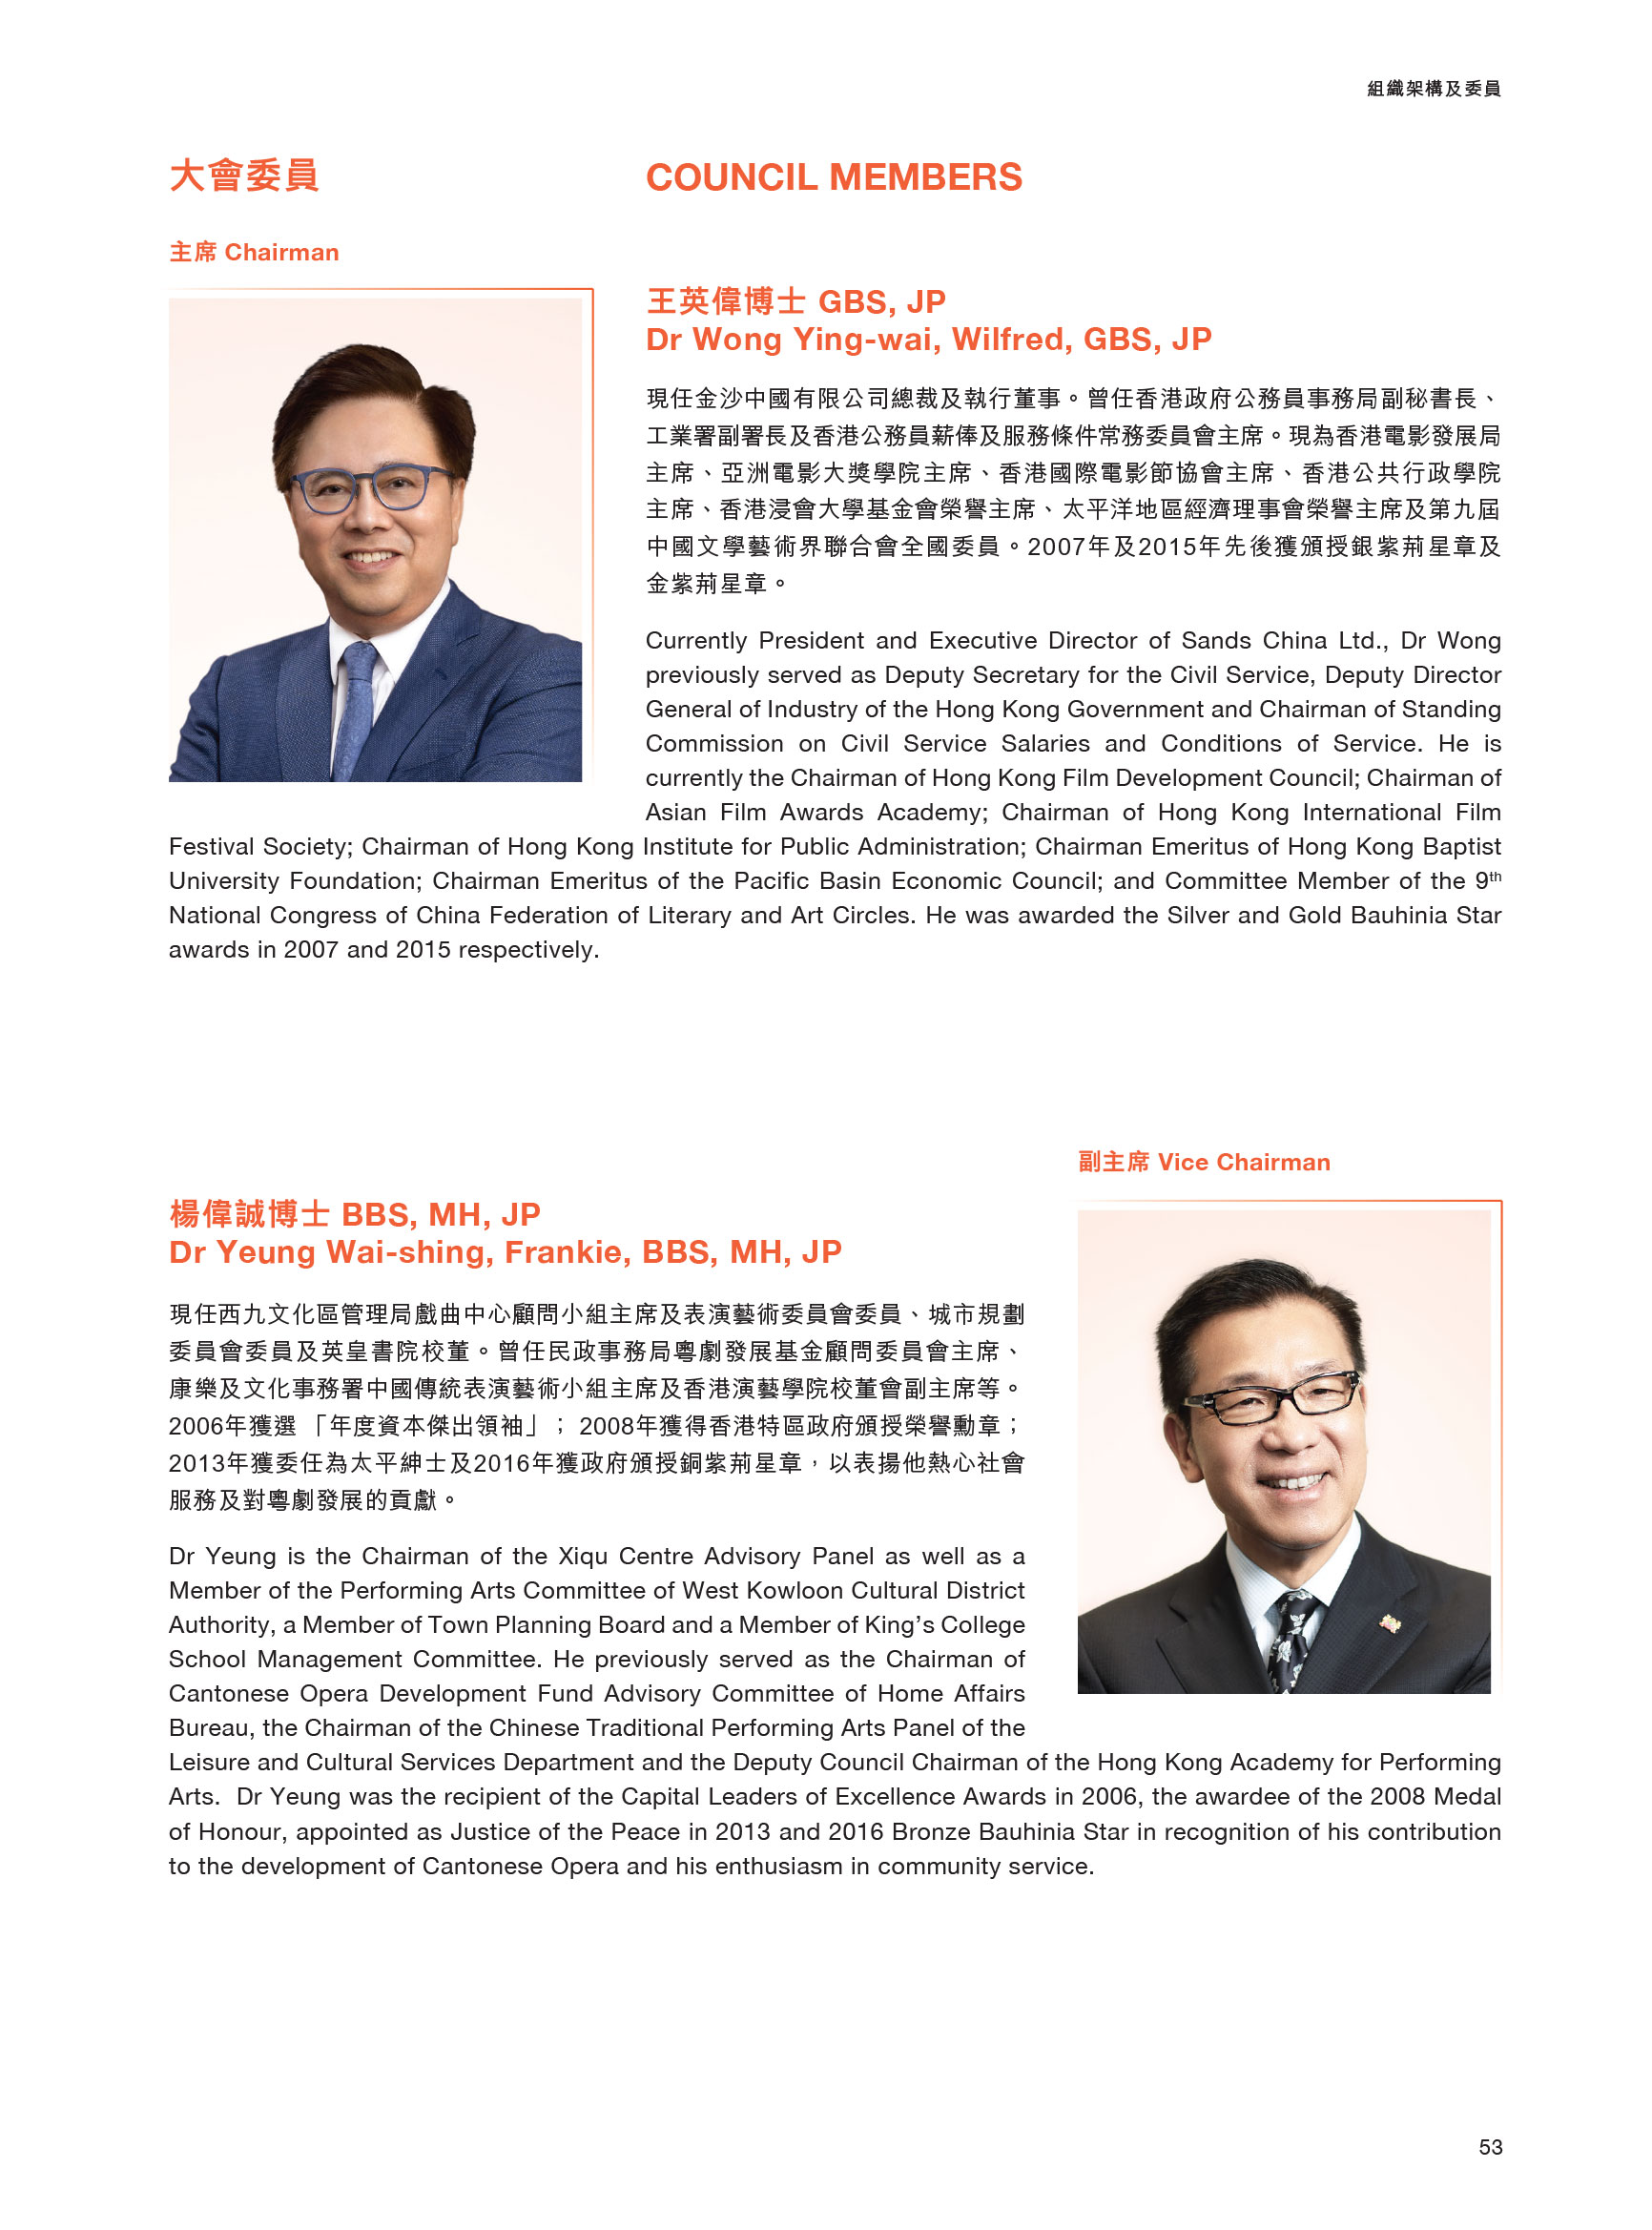 組織架構及委員
大會委員
COUNCIL MEMBERS
主席 Chairman
王英偉博士 GBS, JP
Dr Wong Ying-wai, Wilfred, GBS, JP
現任金沙中國有限公司總裁及執行董事。曾任香港政府公務員事務局副秘書長、
工業署副署長及香港公務員薪俸及服務條件常務委員會主席。現為香港電影發展局
主席、亞洲電影大獎學院主席、香港國際電影節協會主席、香港公共行政學院
主席、香港浸會大學基金會榮譽主席、太平洋地區經濟理事會榮譽主席及第九屆
中國文學藝術界聯合會全國委員。2007年及2015年先後獲頒授銀紫荊星章及
金紫荊星章。
Currently President and Executive Director of Sands China Ltd., Dr Wong
previously served as Deputy Secretary for the Civil Service, Deputy Director
General of Industry of the Hong Kong Government and Chairman of Standing
Commission on Civil Service Salaries and Conditions of Service. He is
currently the Chairman of Hong Kong Film Development Council; Chairman of
Asian Film Awards Academy; Chairman of Hong Kong International Film
Festival Society; Chairman of Hong Kong Institute for Public Administration; Chairman Emeritus of Hong Kong Baptist
University Foundation; Chairman Emeritus of the Pacific Basin Economic Council; and Committee Member of the 9th
National Congress of China Federation of Literary and Art Circles. He was awarded the Silver and Gold Bauhinia Star
awards in 2007 and 2015 respectively.
副主席 Vice Chairman
楊偉誠博士 BBS, MH, JP
Dr Yeung Wai-shing, Frankie, BBS, MH, JP
現任西九文化區管理局戲曲中心顧問小組主席及表演藝術委員會委員、城市規劃
委員會委員及英皇書院校董。曾任民政事務局粵劇發展基金顧問委員會主席、
康樂及文化事務署中國傳統表演藝術小組主席及香港演藝學院校董會副主席等。
2006年獲選「年度資本傑出領袖」；2008年獲得香港特區政府頒授榮譽勳章；
2013年獲委任為太平紳士及2016年獲政府頒授銅紫荊星章，以表揚他熱心社會
服務及對粵劇發展的貢獻。
Dr Yeung is the Chairman of the Xiqu Centre Advisory Panel as well as a
Member of the Performing Arts Committee of West Kowloon Cultural District
Authority, a Member of Town Planning Board and a Member of King’s College
School Management Committee. He previously served as the Chairman of
Cantonese Opera Development Fund Advisory Committee of Home Affairs
Bureau, the Chairman of the Chinese Traditional Performing Arts Panel of the
Leisure and Cultural Services Department and the Deputy Council Chairman of the Hong Kong Academy for Performing
Arts. Dr Yeung was the recipient of the Capital Leaders of Excellence Awards in 2006, the awardee of the 2008 Medal
of Honour, appointed as Justice of the Peace in 2013 and 2016 Bronze Bauhinia Star in recognition of his contribution
to the development of Cantonese Opera and his enthusiasm in community service.
53